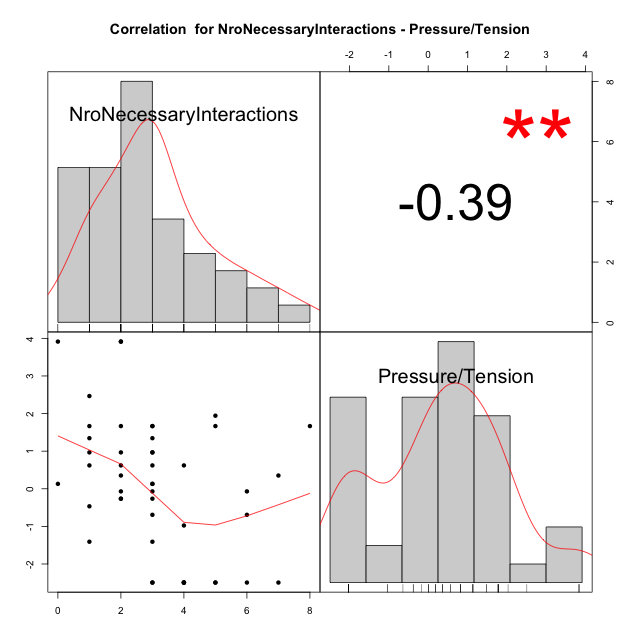 Correlation  for NroNecessaryInteractions - Pressure/Tension
-2 -1 0 1 2 3 4
NroNecessaryInteractions
**
-0.39
8
6
4
2
0
Pressure/Tension
4
3
2
1
0
-1
-2
0 2 4 6 8